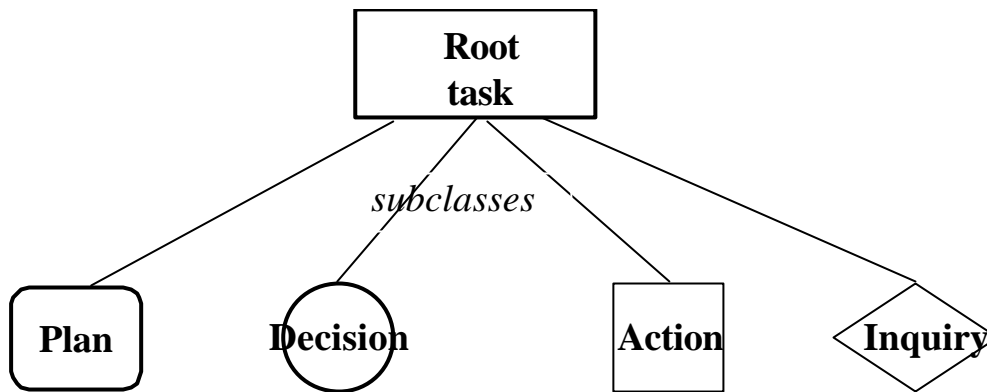 Root
task
subclasses
Plan
Decision
Action
Inquiry